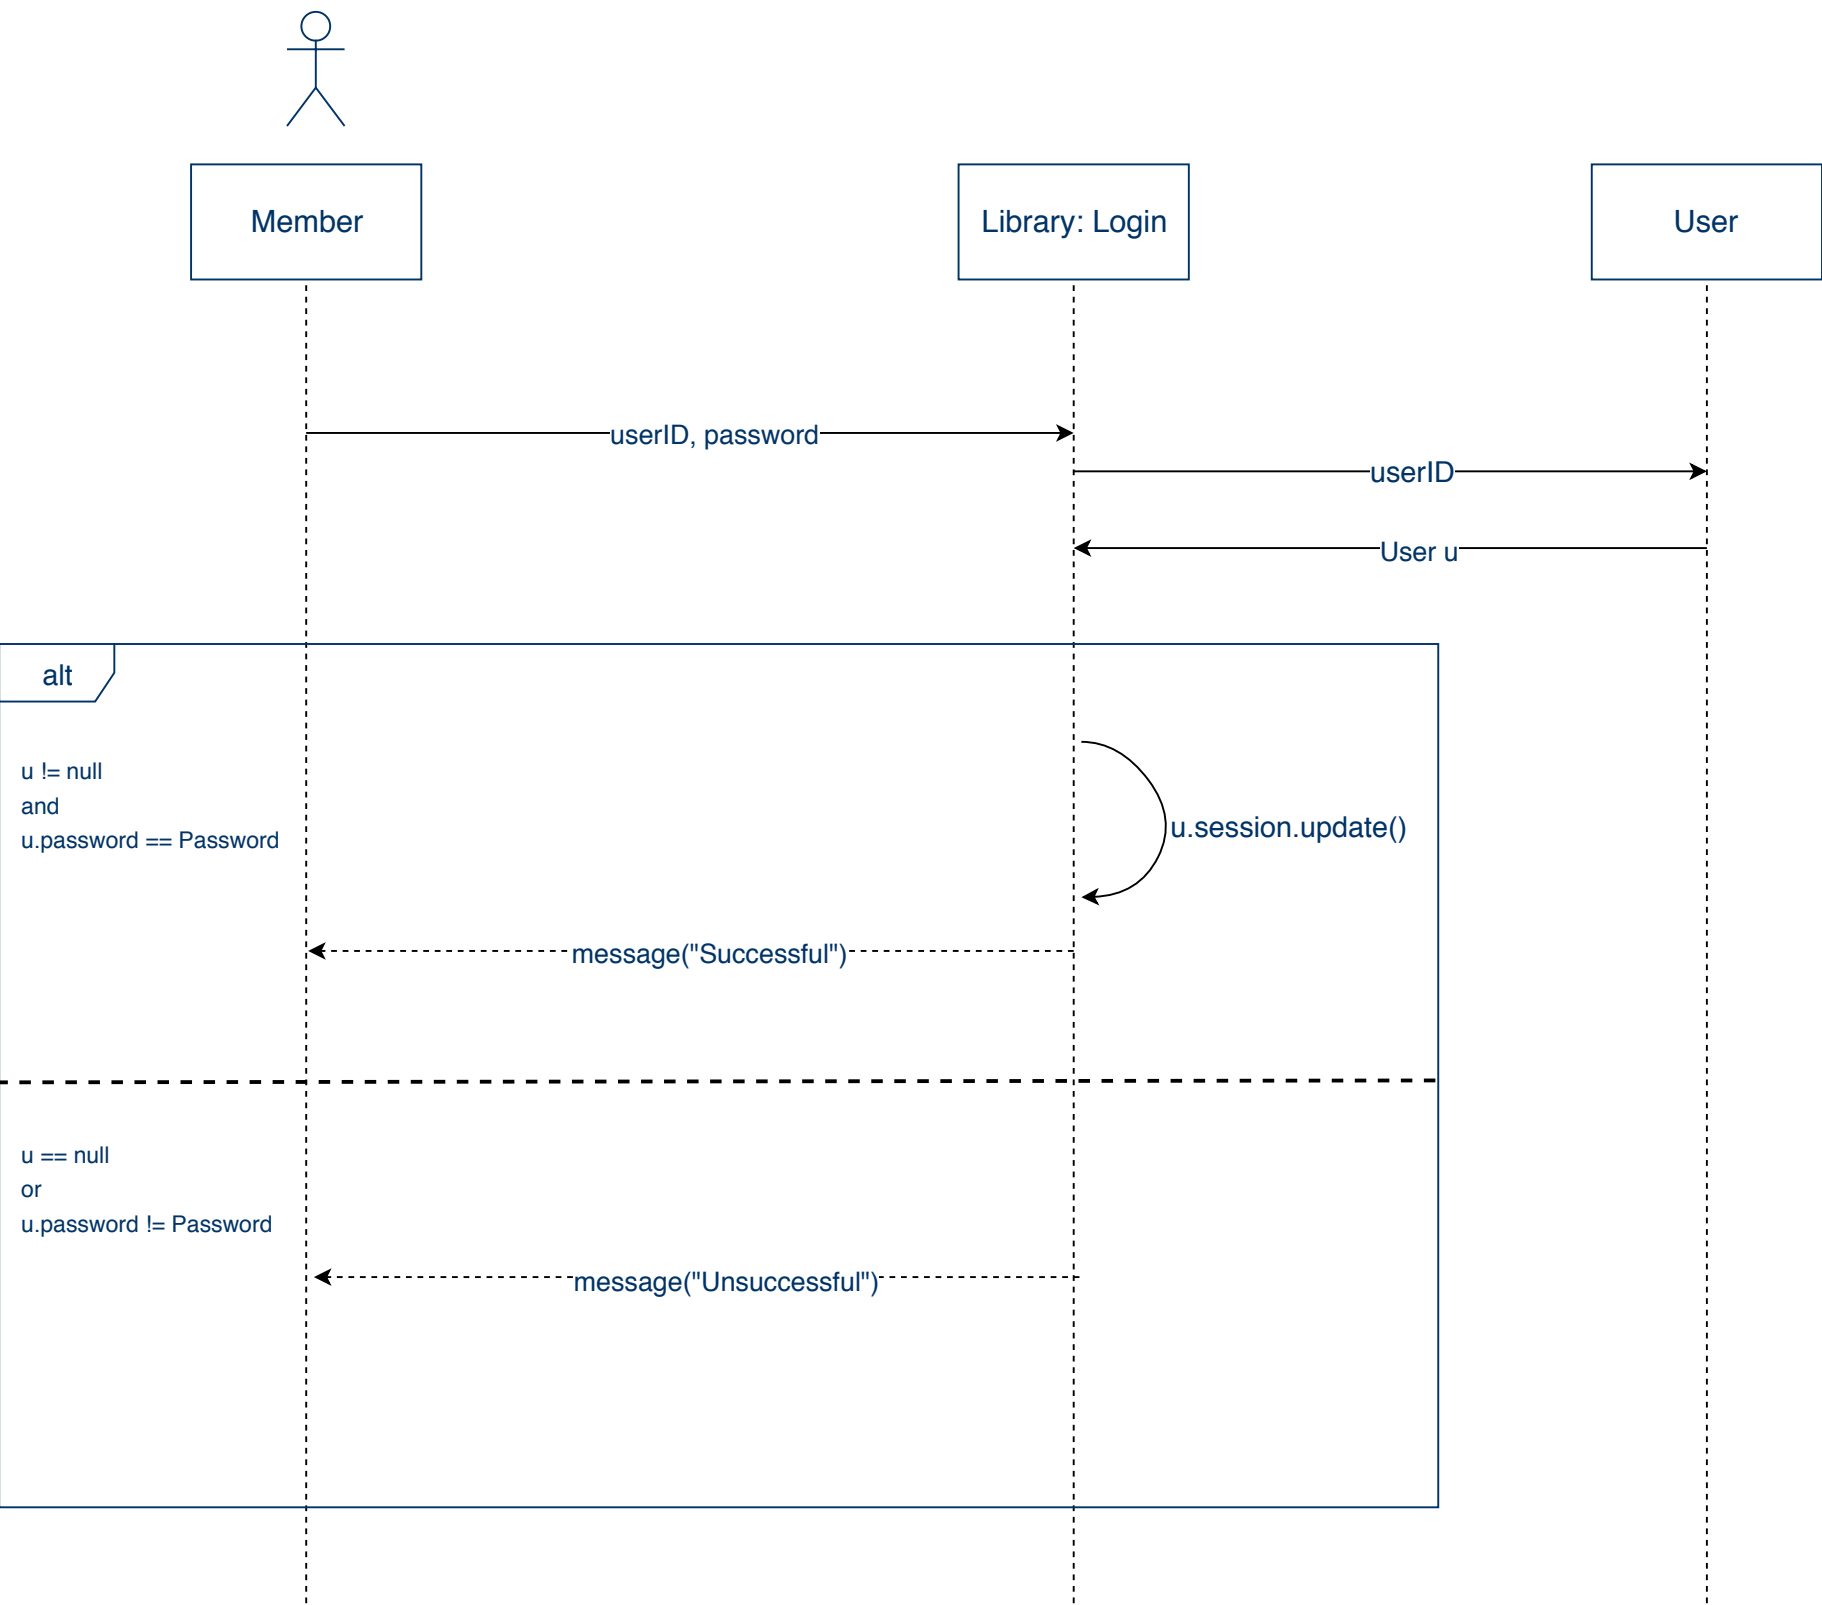 Member
Library: Login
User
userID, password
userID
User u
alt
u != null
and
u.password == Password
u.session.update()
message("Successful")
u == null
or
u.password != Password
message("Unsuccessful")